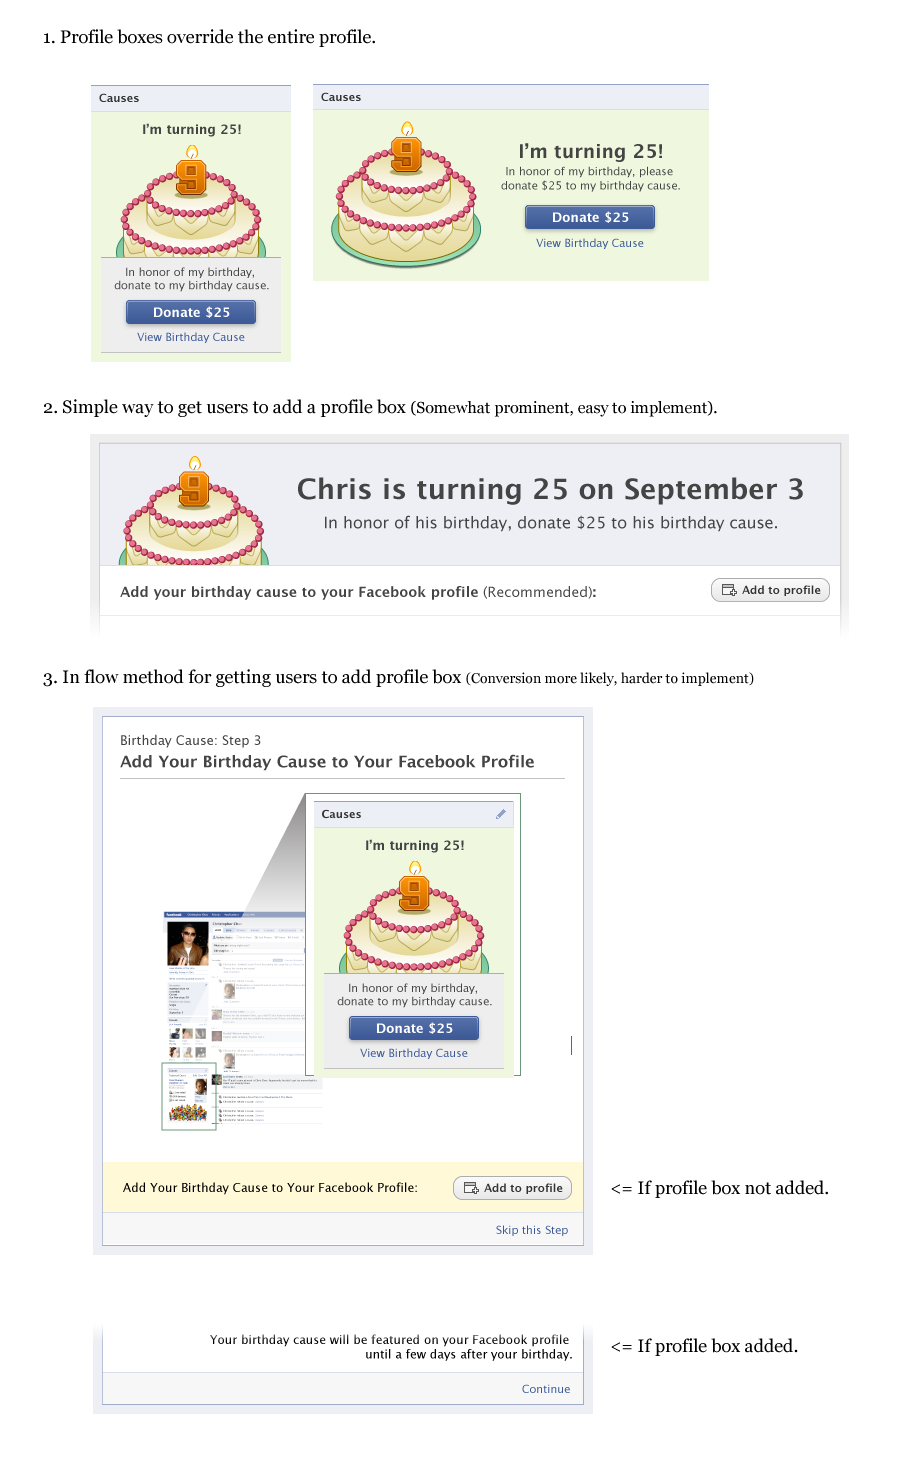 1. Profile boxes override the entire profile.
Causes
I'm turning 25!
9
In honor of my birthday,
donate to my birthday cause.
Donate $25
View Birthday Cause
Causes
9
I'm turning 25!
In honor of my birthday, please
donate $25 to my birthday cause.
Donate $25
View Birthday Cause
2. Simple way to get users to add a profile box (Somewhat prominent, easy to implement).
9
Chris is turning 25 on September 3
In honor of his birthday, donate $25 to his birthday cause.
Add your birthday cause to your Facebook profile (Recommended):
Add to profile
3. In flow method for getting users to add profile box (Conversion more likely, harder to implement)
Birthday Cause: Step 3
Add Your Birthday Cause to Your Facebook Profile
Causes
I'm turning 25!
9
In honor of my birthday,
donate to my birthday cause.
Donate $25
View Birthday Cause
facebook
Add Your Birthday Cause to Your Facebook Profile:
Add to profile
<= If profile box not added.
Skip this Step
Your birthday cause will be featured on your Facebook profile
until a few days after your birthday.
<= If profile box added.
Continue